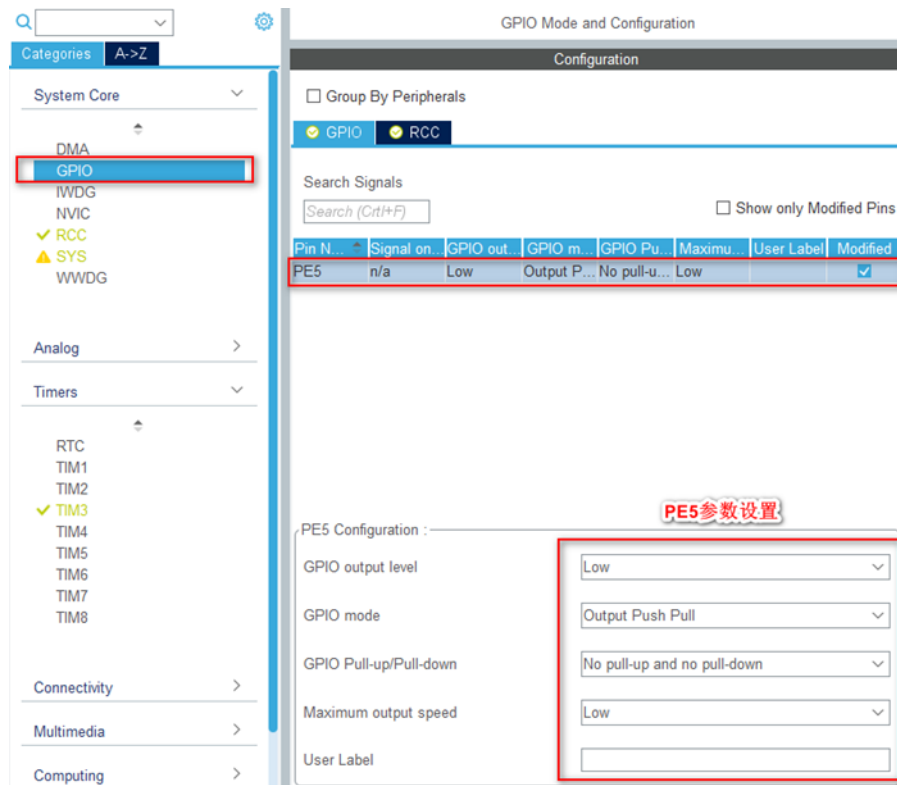 GPIO Mode and Configuration
Categories A->Z
Configuration
System Core
Group By Peripherals
GPIO RCC
DMA
GPIO
IWDG
NVIC
RCC
SYS
WWDG
Search Signals
Search (Crtl+F)
Show only Modified Pins
Pin N... Signal on... GPIO out... GPIO m... GPIO Pu... Maximu... User Label Modified
PE5 n/a Low Output P... No pull-u... Low
Analog
Timers
RTC
TIM1
TIM2
TIM3
TIM4
TIM5
TIM6
TIM7
TIM8
Connectivity
Multimedia
Computing
PE5参数设置
PE5 Configuration :
GPIO output level Low
GPIO mode Output Push Pull
GPIO Pull-up/Pull-down No pull-up and no pull-down
Maximum output speed Low
User Label